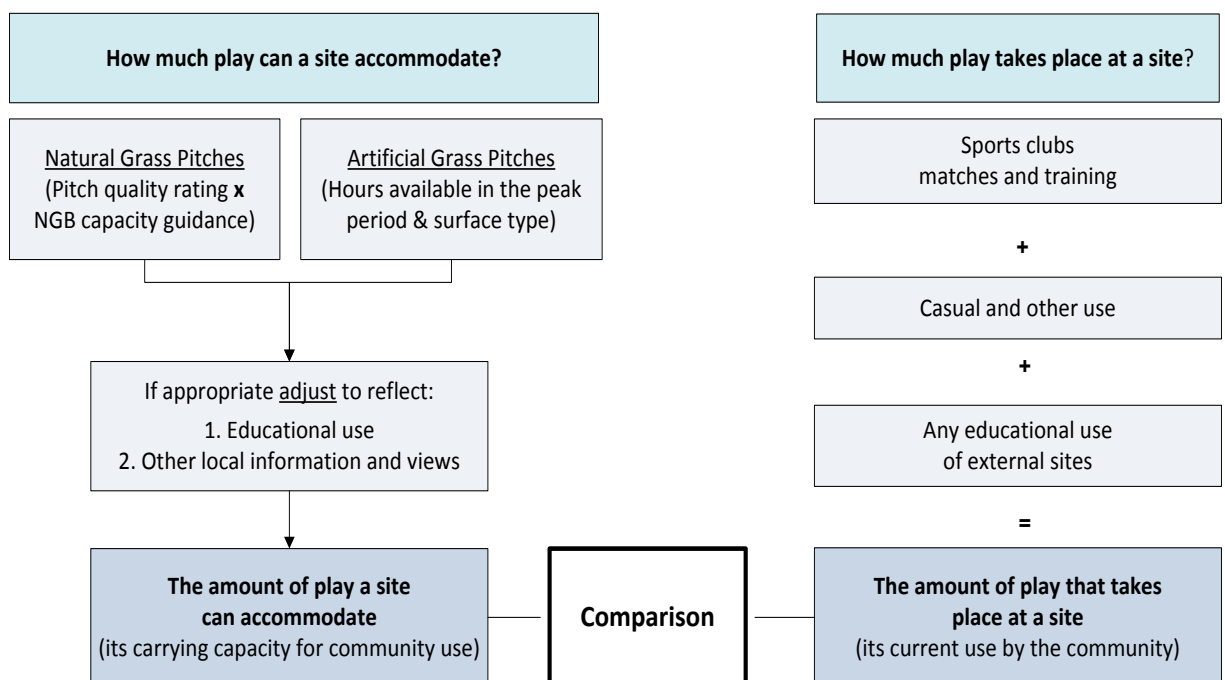 How much play can a site accommodate?
Natural Grass Pitches
(Pitch quality rating x
NGB capacity guidance)
Artificial Grass Pitches
(Hours available in the peak
period & surface type)
If appropriate adjust to reflect:
1. Educational use
2. Other local information and views
The amount of play a site
can accommodate
(its carrying capacity for community use)
Comparison
How much play takes place at a site?
Sports clubs
matches and training
+
Casual and other use
+
Any educational use
of external sites
=
The amount of play that takes
place at a site
(its current use by the community)